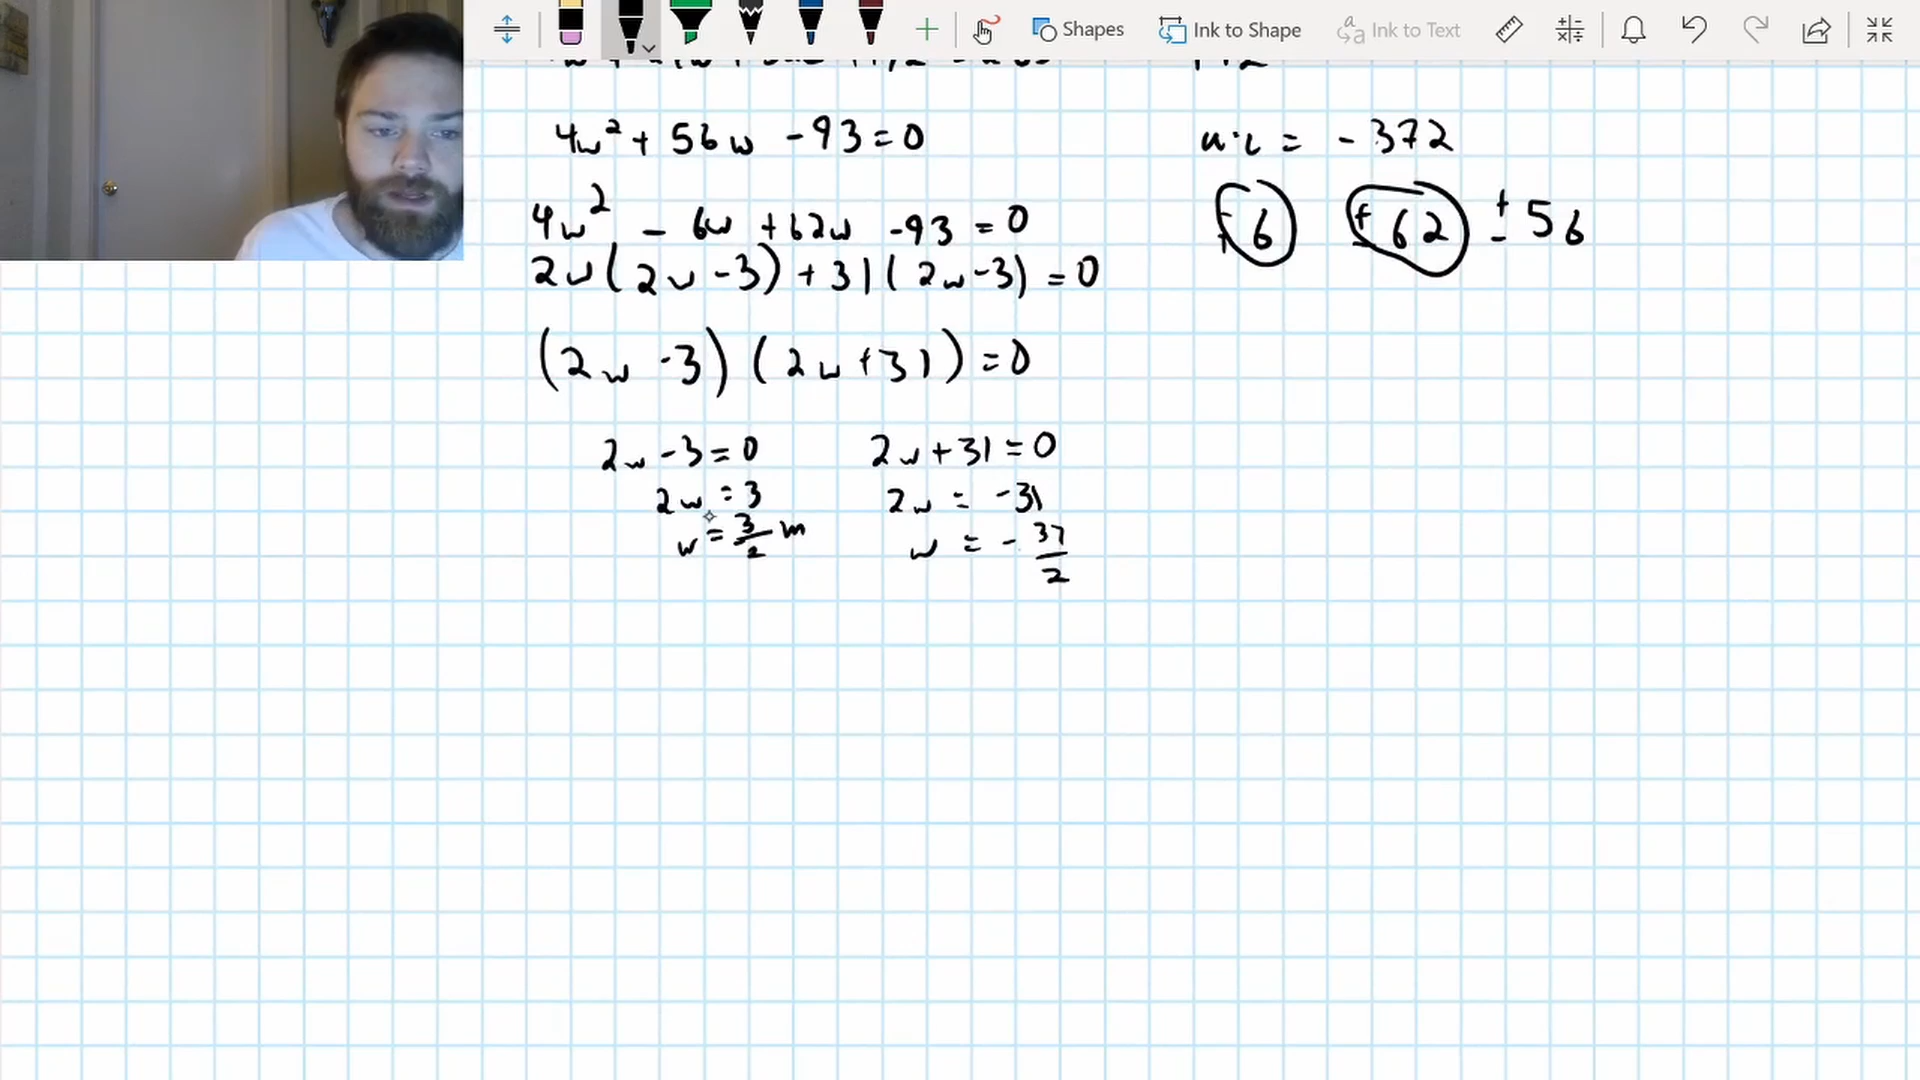 Shapes Ink to Shape Ink to Text
4w² + 56w - 93 = 0
a·c = - 372
4w² - 6w + 62w - 93 = 0
6 ± 62 ± 56
2w(2w - 3) + 31(2w - 3) = 0
(2w - 3)(2w + 31) = 0
2w - 3 = 0 2w + 31 = 0
2w = 3 2w = -31
w = 3/2 m w = - 37/2